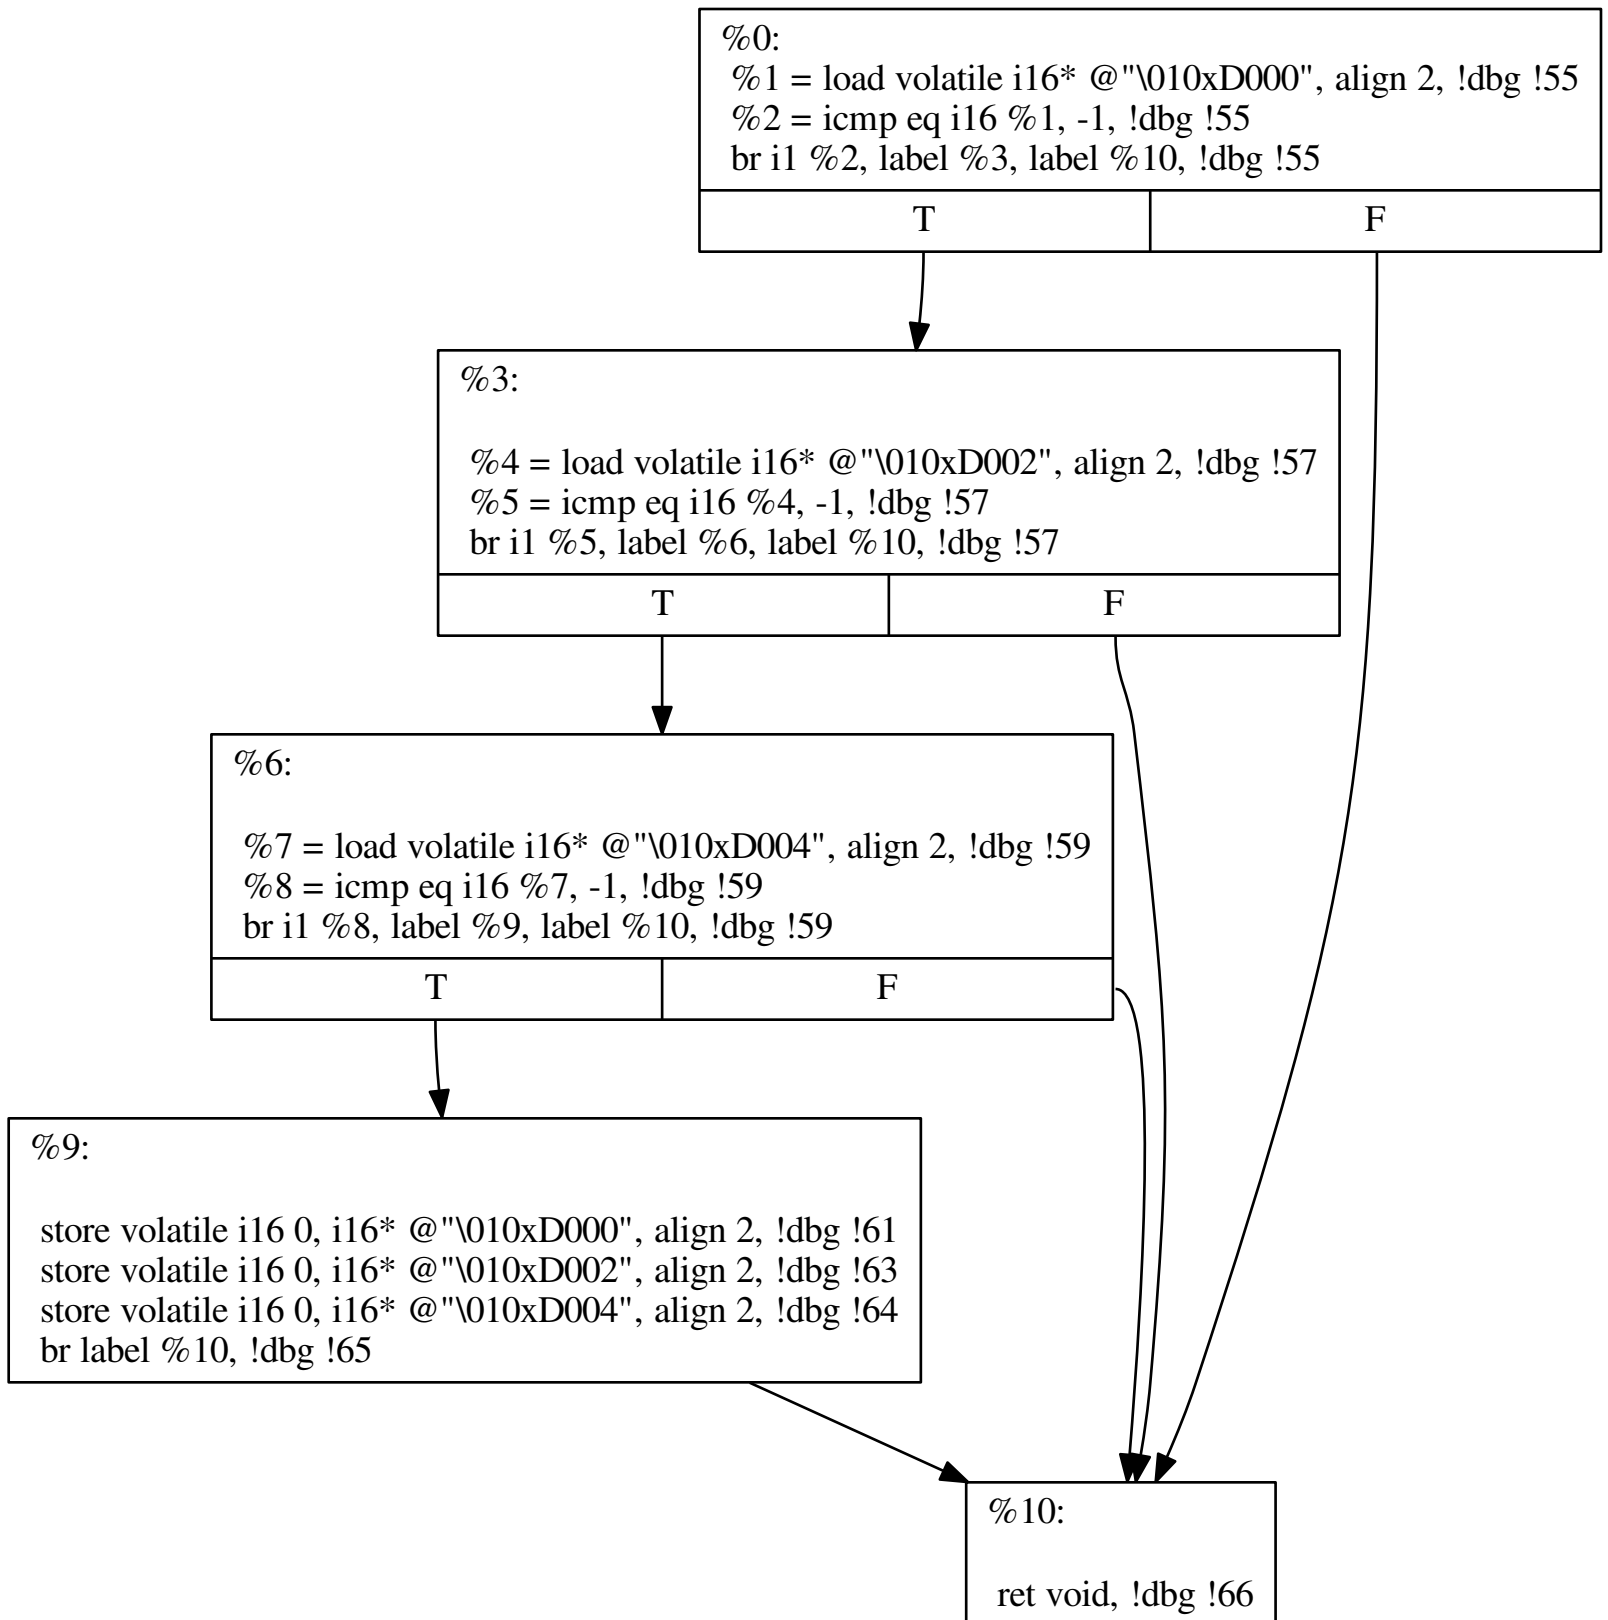 %0:
%1 = load volatile i16* @"\010xD000", align 2, !dbg !55
%2 = icmp eq i16 %1, -1, !dbg !55
br i1 %2, label %3, label %10, !dbg !55
T
F
%3:
%4 = load volatile i16* @"\010xD002", align 2, !dbg !57
%5 = icmp eq i16 %4, -1, !dbg !57
br i1 %5, label %6, label %10, !dbg !57
T
F
%6:
%7 = load volatile i16* @"\010xD004", align 2, !dbg !59
%8 = icmp eq i16 %7, -1, !dbg !59
br i1 %8, label %9, label %10, !dbg !59
T
F
%9:
store volatile i16 0, i16* @"\010xD000", align 2, !dbg !61
store volatile i16 0, i16* @"\010xD002", align 2, !dbg !63
store volatile i16 0, i16* @"\010xD004", align 2, !dbg !64
br label %10, !dbg !65
%10:
ret void, !dbg !66